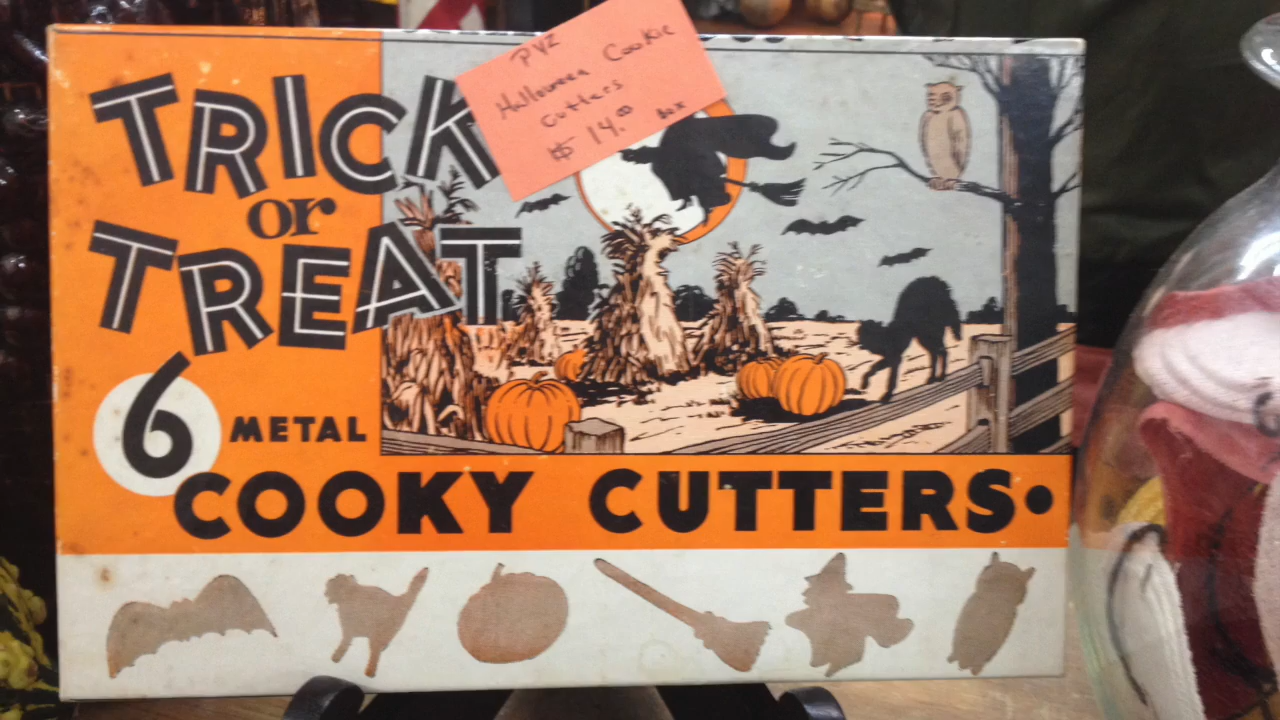 PVZ
Halloween Cookie
Cutters
$ 14.00 box
TRICK
or
TREAT
6 METAL
COOKY CUTTERS